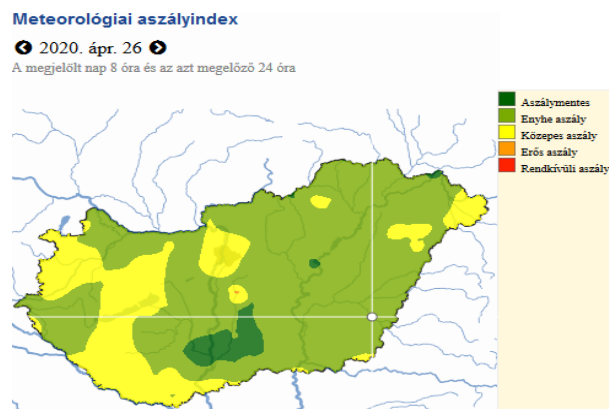 Meteorológiai aszályindex
2020. ápr. 26
A megjelölt nap 8 óra és az azt megelőző 24 óra
Aszálymentes
Enyhe aszály
Közepes aszály
Erős aszály
Rendkívüli aszály